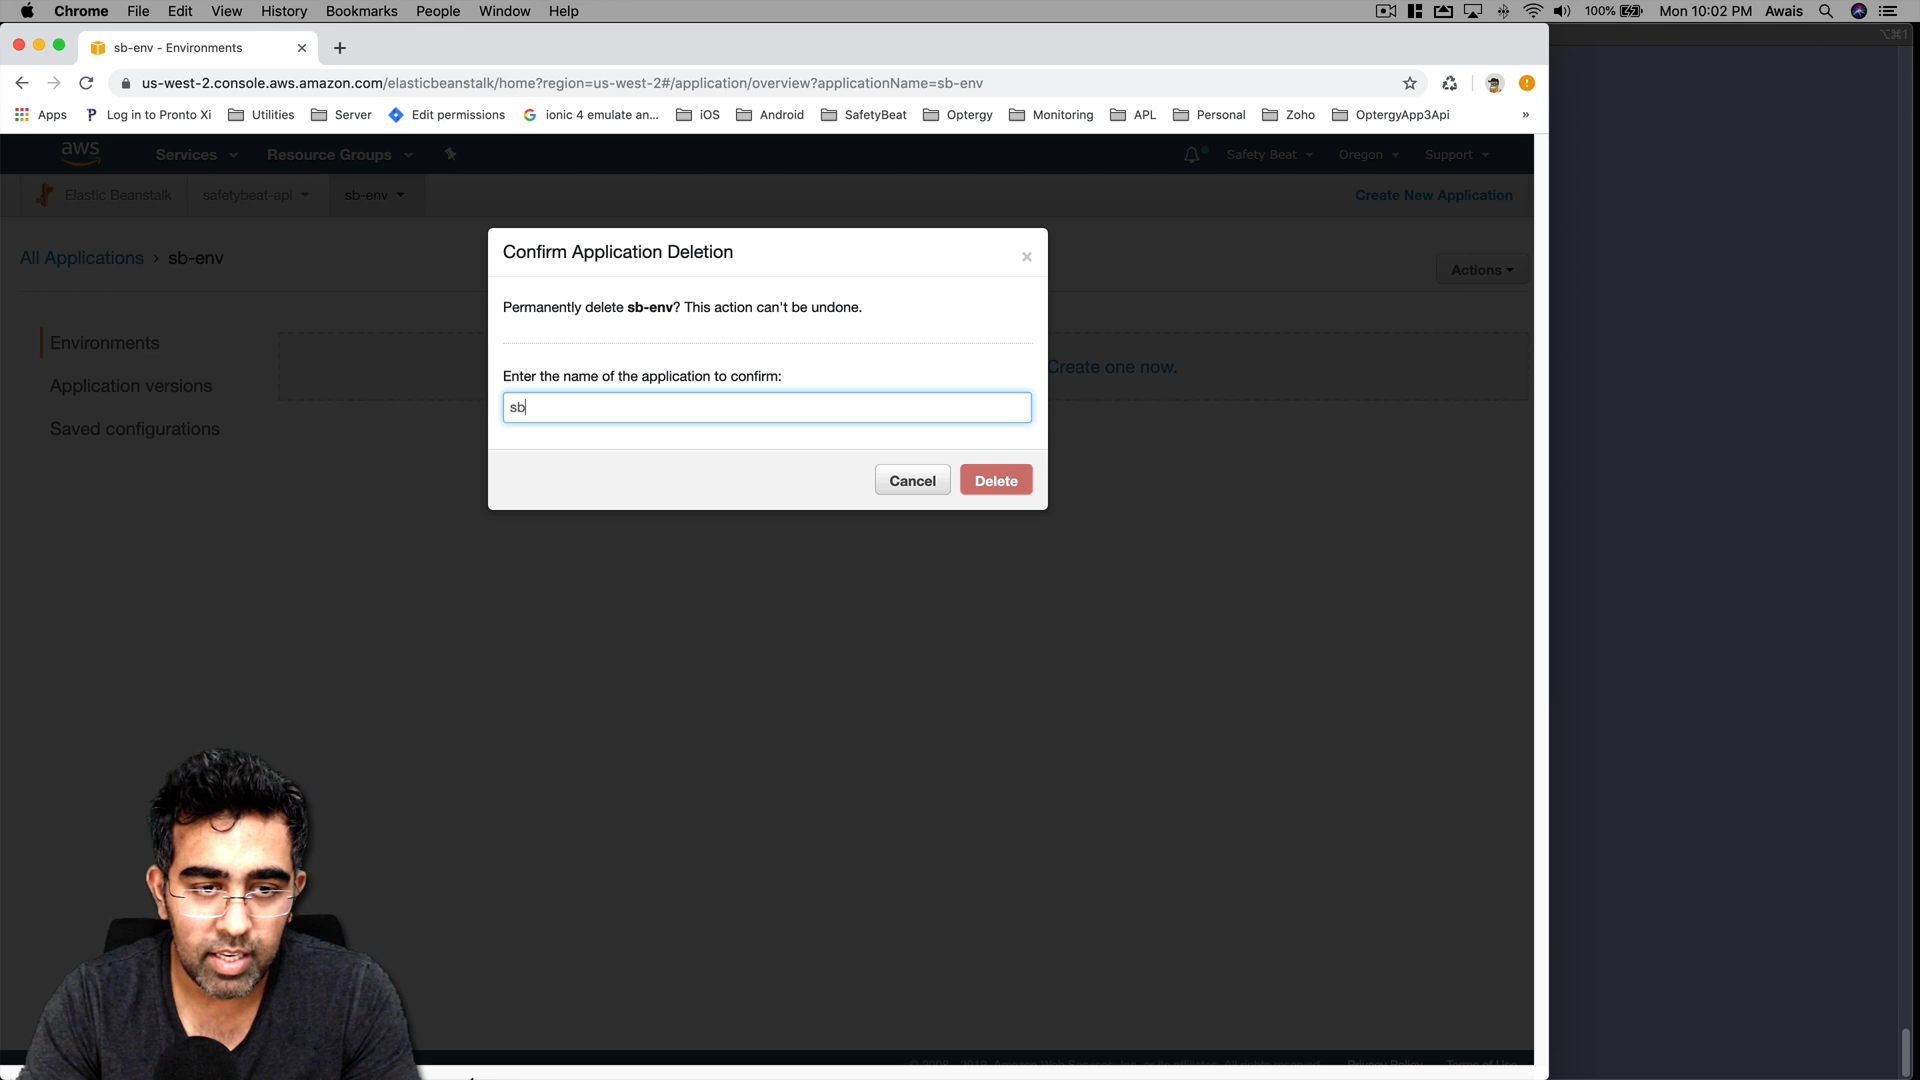 Chrome File Edit View History Bookmarks People Window Help 100% Mon 10:02 PM Awais
⌥⌘1
sb-env - Environments
us-west-2.console.aws.amazon.com/elasticbeanstalk/home?region=us-west-2#/application/overview?applicationName=sb-env
Apps Log in to Pronto Xi Utilities Server Edit permissions ionic 4 emulate an... iOS Android SafetyBeat Optergy Monitoring APL Personal Zoho OptergyApp3Api »
aws Services Resource Groups Safety Beat Oregon Support
Elastic Beanstalk safetybeat-api sb-env Create New Application
All Applications › sb-env
Actions
Confirm Application Deletion
Permanently delete sb-env? This action can't be undone.
Enter the name of the application to confirm:
sb
Cancel Delete
Environments
Application versions
Saved configurations
Create one now.